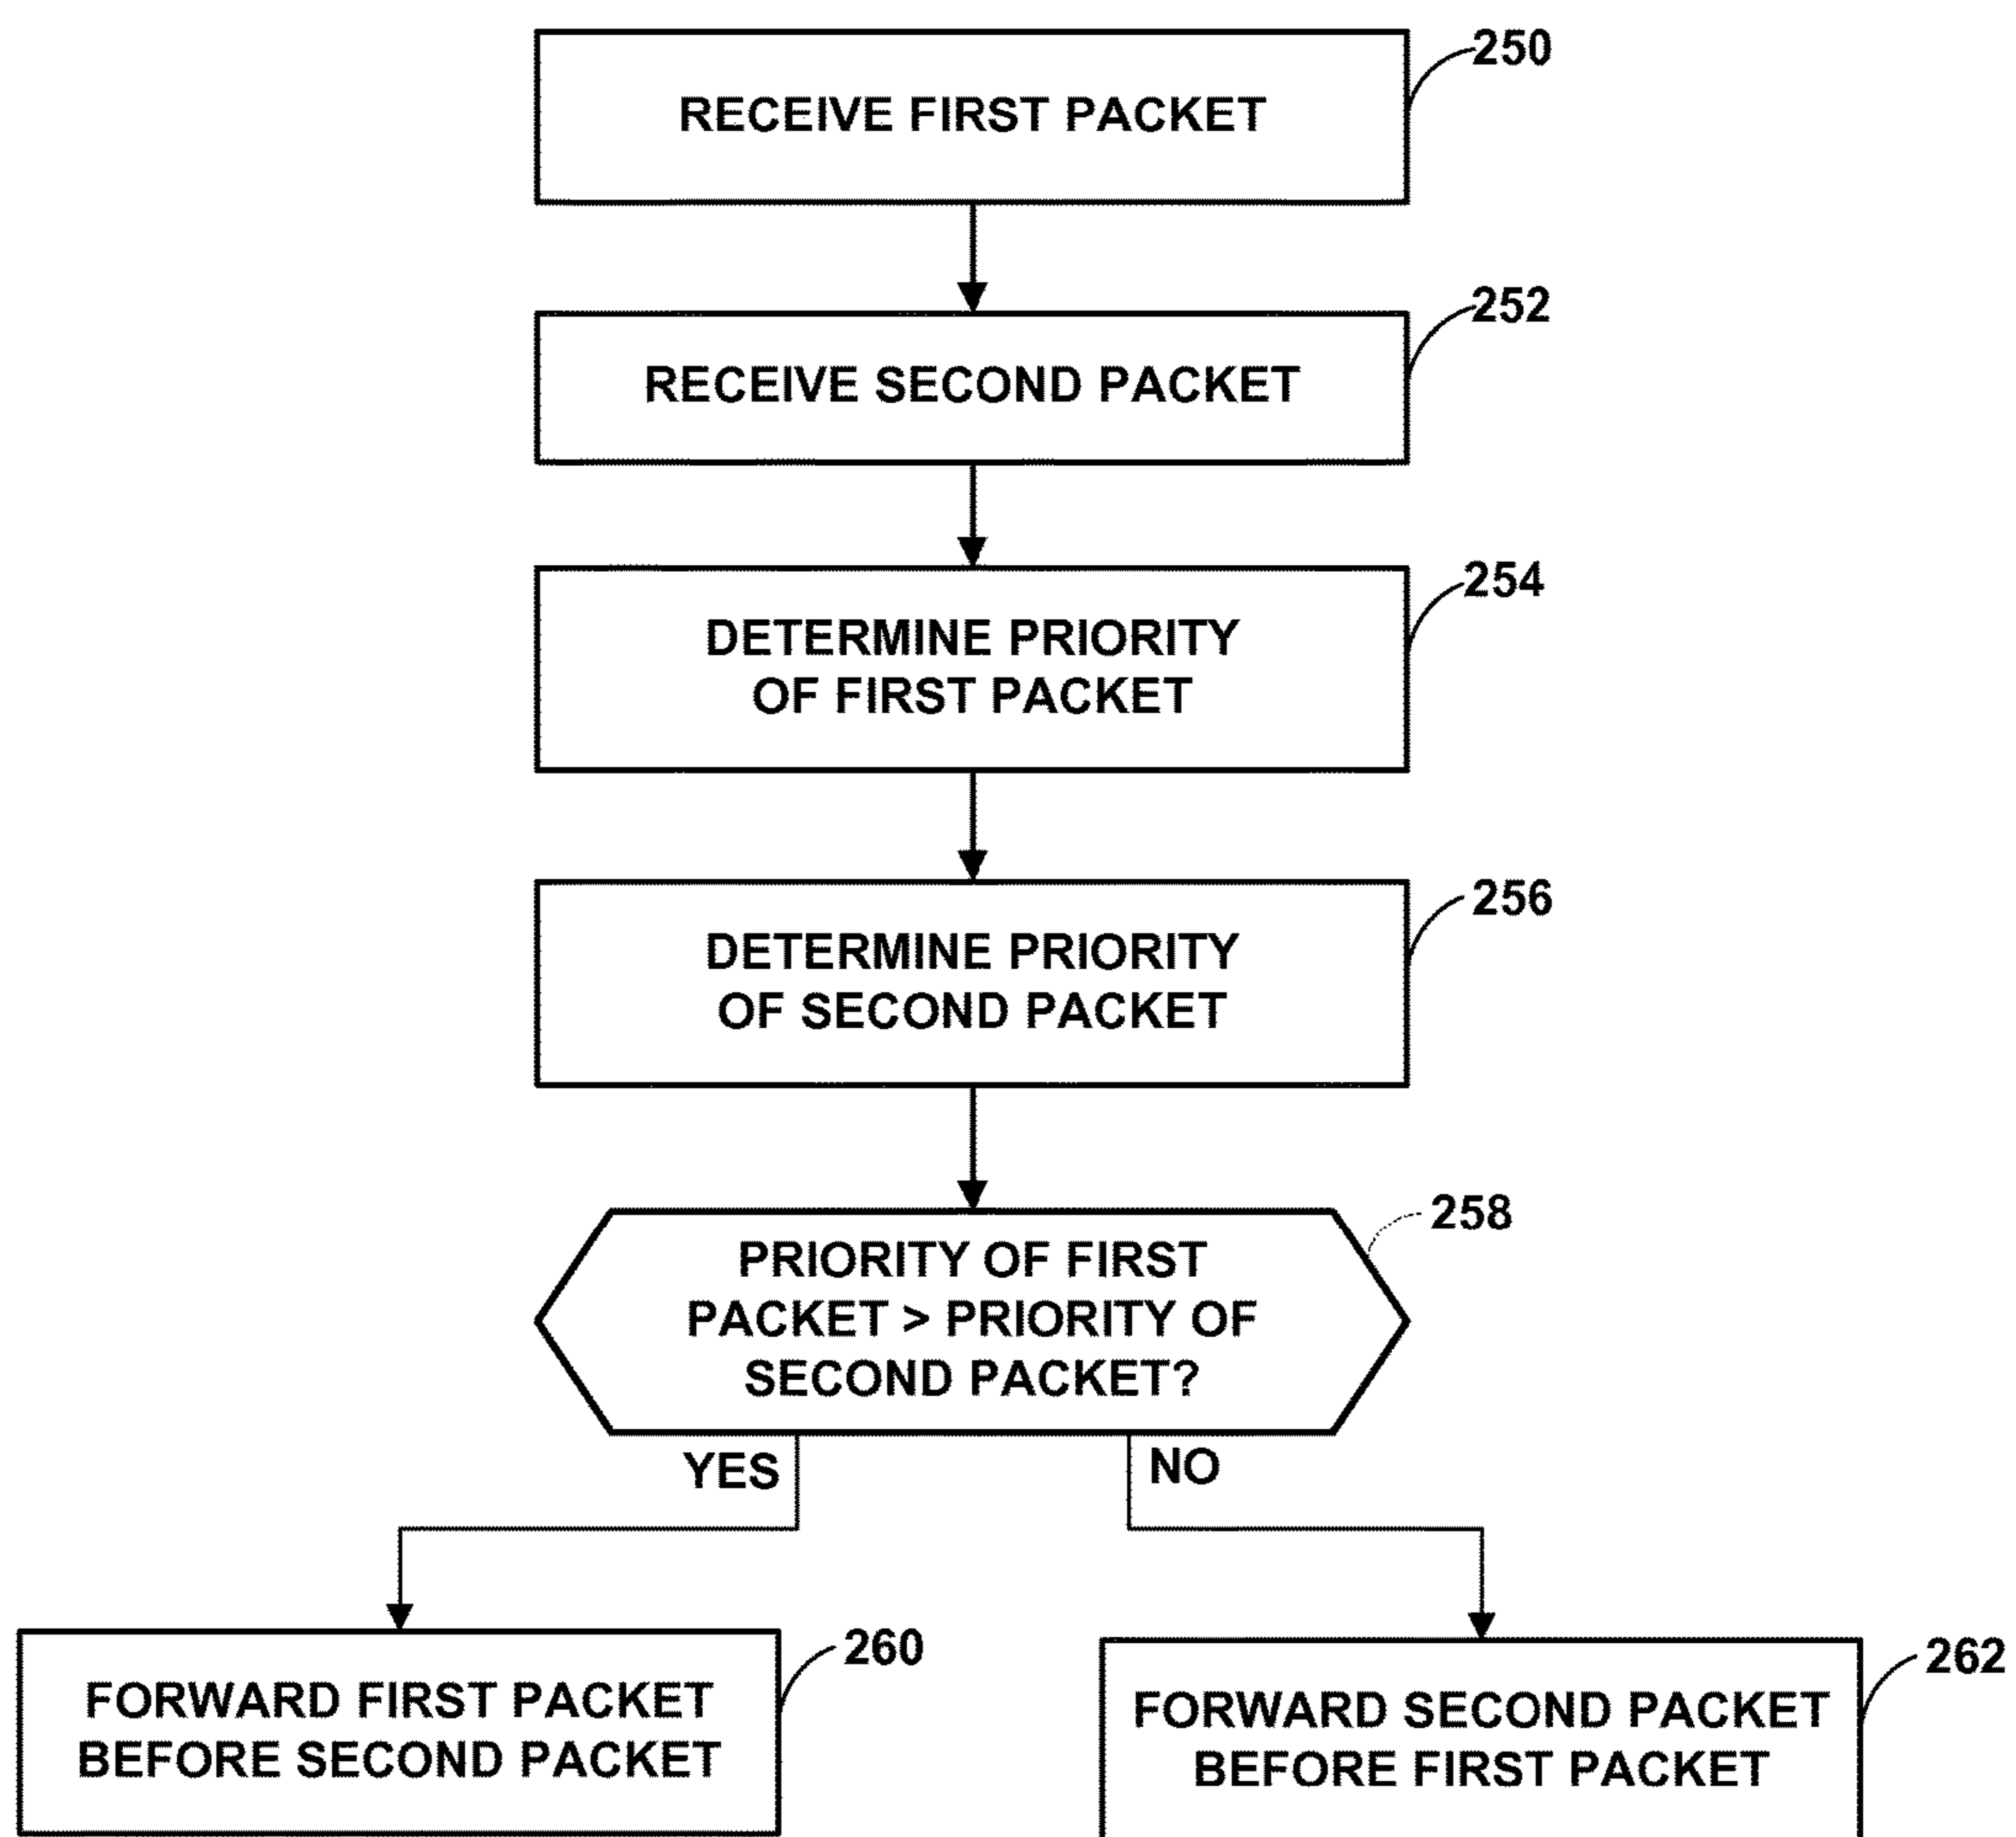 250
RECEIVE FIRST PACKET
252
RECEIVE SECOND PACKET
254
DETERMINE PRIORITY
OF FIRST PACKET
256
DETERMINE PRIORITY
OF SECOND PACKET
258
PRIORITY OF FIRST
PACKET > PRIORITY OF
SECOND PACKET?
YES
NO
260
FORWARD FIRST PACKET
BEFORE SECOND PACKET
262
FORWARD SECOND PACKET
BEFORE FIRST PACKET